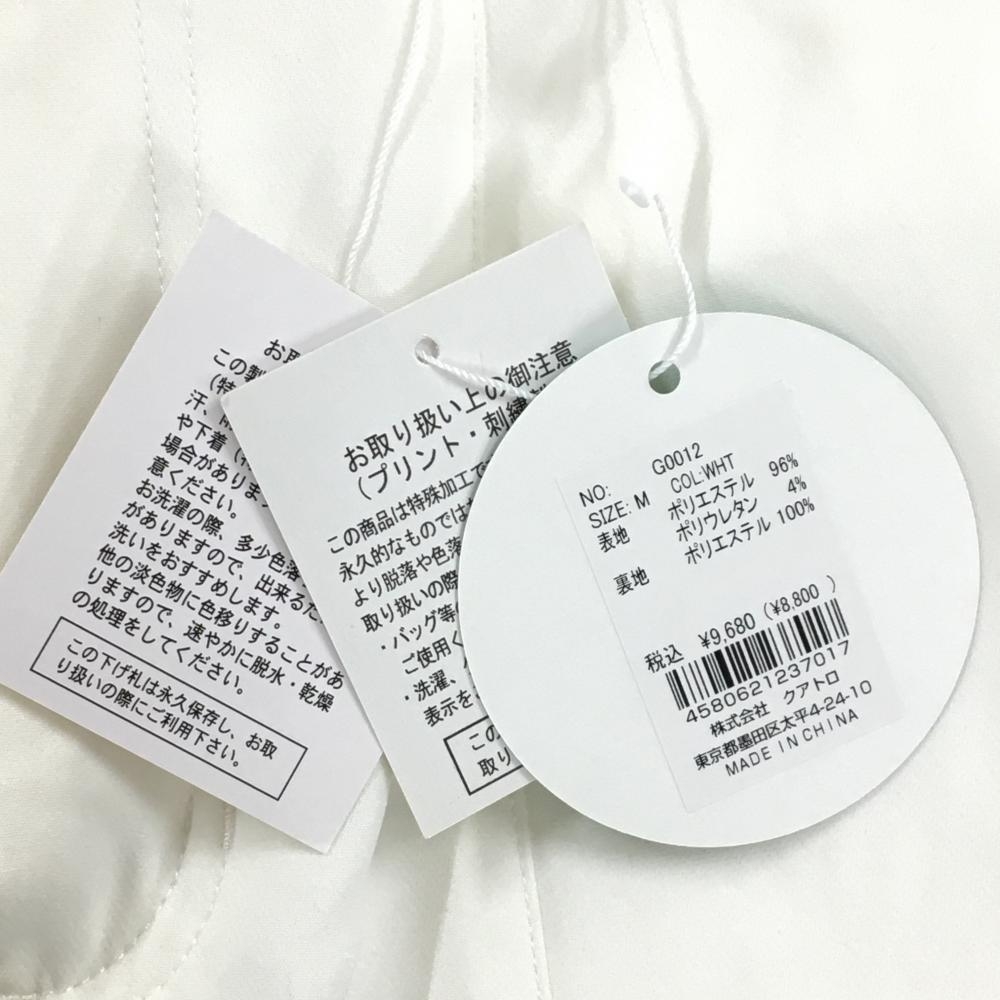 お取
この製
(特
汗、
や下着
場合がありま
意ください。
お洗濯の際、多少色落
がありますので、出来るだ
洗いをおすすめします。
他の淡色物に色移りすることがあ
りますので、速やかに脱水・乾燥
の処理をしてください。
この下げ札は永久保存し、お取
り扱いの際にご利用下さい。
お取り扱い上の御注意
(プリント・刺繍
この商品は特殊加工で
永久的なものではな
より脱落や色落
取り扱いの際
・バッグ等
ご使用く
・洗濯、
表示を
この
取り
NO: G0012
SIZE: M COL:WHT
表地 ポリエステル 96%
ポリウレタン 4%
裏地 ポリエステル 100%
税込 ¥9,680 (¥8,800 )
4580621237017
株式会社 クアトロ
東京都墨田区太平4-24-10
MADE IN CHINA